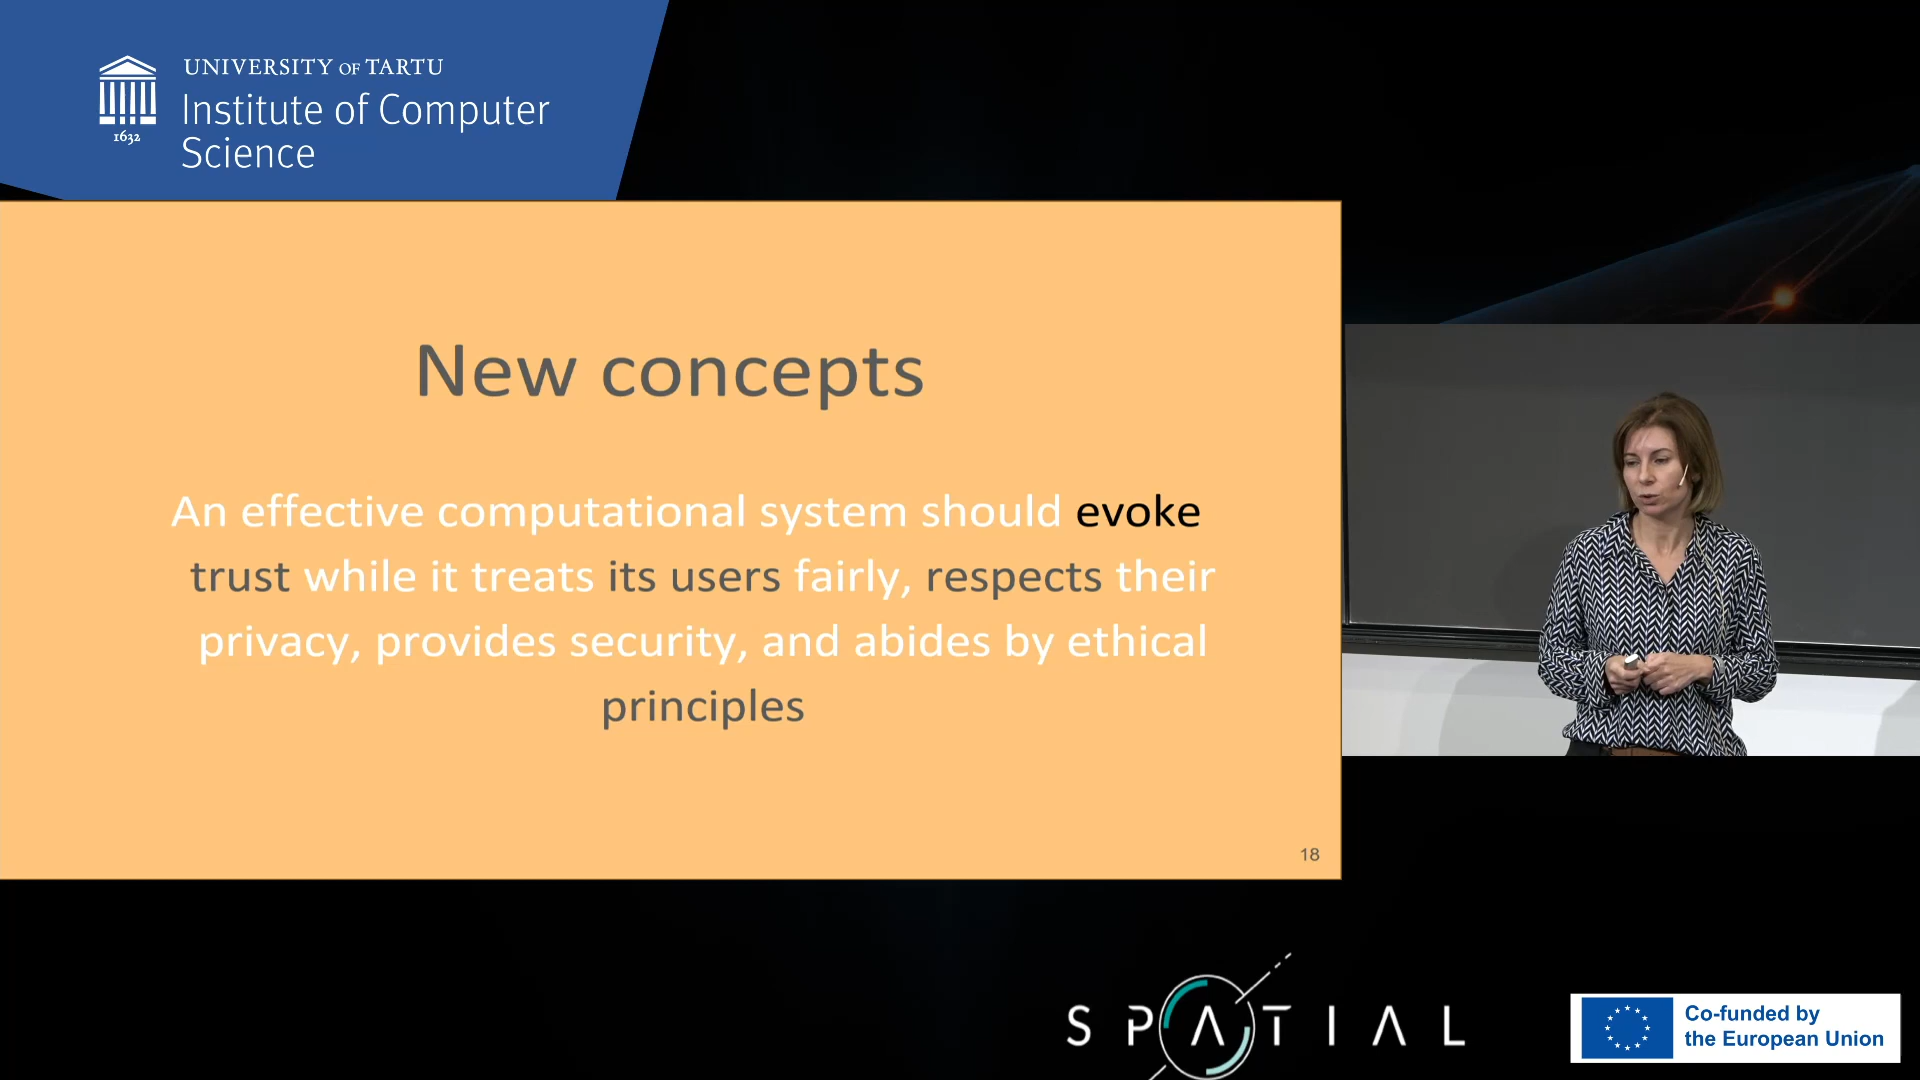 UNIVERSITY OF TARTU
Institute of Computer
Science
1632
New concepts
An effective computational system should evoke
trust while it treats its users fairly, respects their
privacy, provides security, and abides by ethical
principles
18
SPATIAL
Co-funded by
the European Union